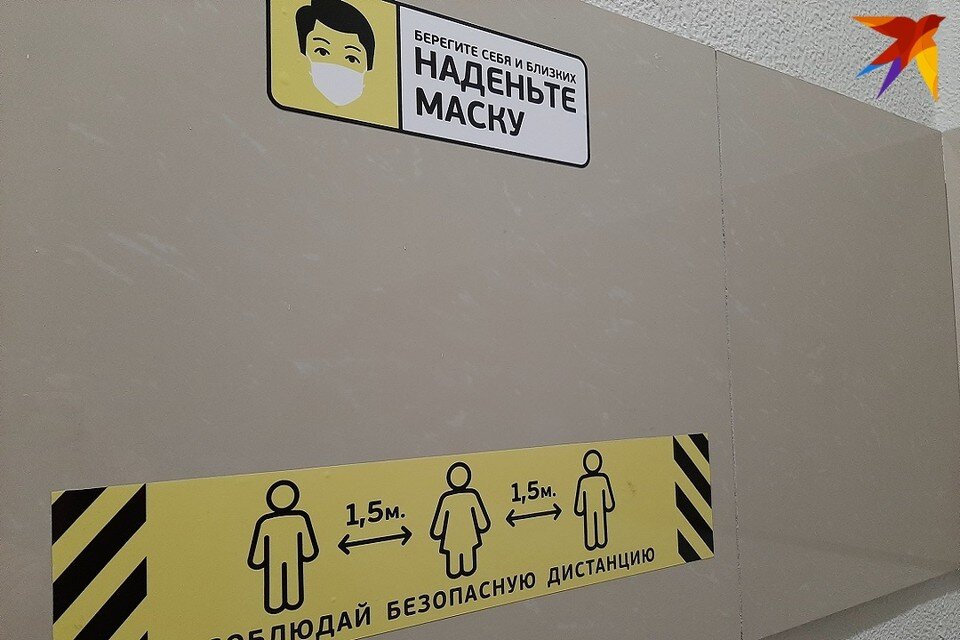 БЕРЕГИТЕ СЕБЯ И БЛИЗКИХ
НАДЕНЬТЕ
МАСКУ
1,5м.
1,5м.
СОБЛЮДАЙ БЕЗОПАСНУЮ ДИСТАНЦИЮ